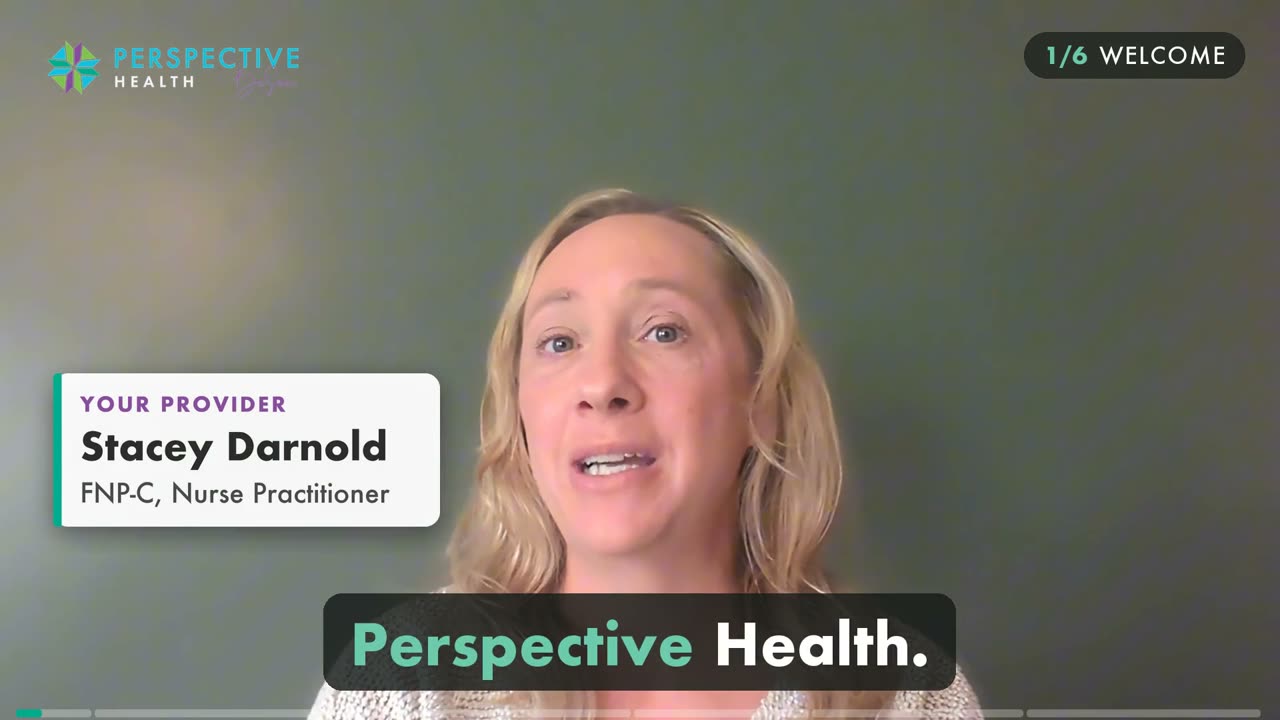 PERSPECTIVE
HEALTH
1/6 WELCOME
YOUR PROVIDER
Stacey Darnold
FNP-C, Nurse Practitioner
Perspective Health.